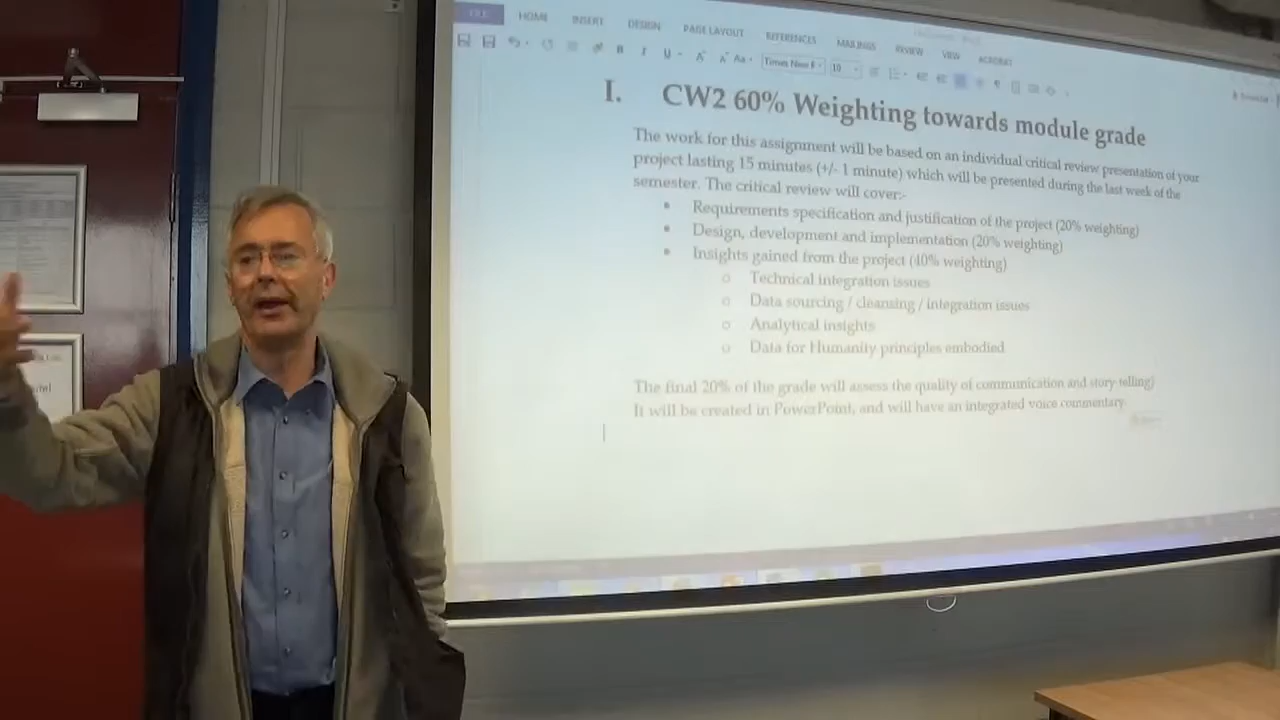 FILE HOME INSERT DESIGN PAGE LAYOUT REFERENCES MAILINGS REVIEW VIEW ACROBAT
B I U Aa Times New 10
I. CW2 60% Weighting towards module grade
The work for this assignment will be based on an individual critical review presentation of your
project lasting 15 minutes (+/- 1 minute) which will be presented during the last week of the
semester. The critical review will cover:-
• Requirements specification and justification of the project (20% weighting)
• Design, development and implementation (20% weighting)
• Insights gained from the project (40% weighting)
o Technical integration issues
o Data sourcing / cleansing / integration issues
o Analytical insights
o Data for Humanity principles embodied
The final 20% of the grade will assess the quality of communication and story telling)
It will be created in PowerPoint, and will have an integrated voice commentary.